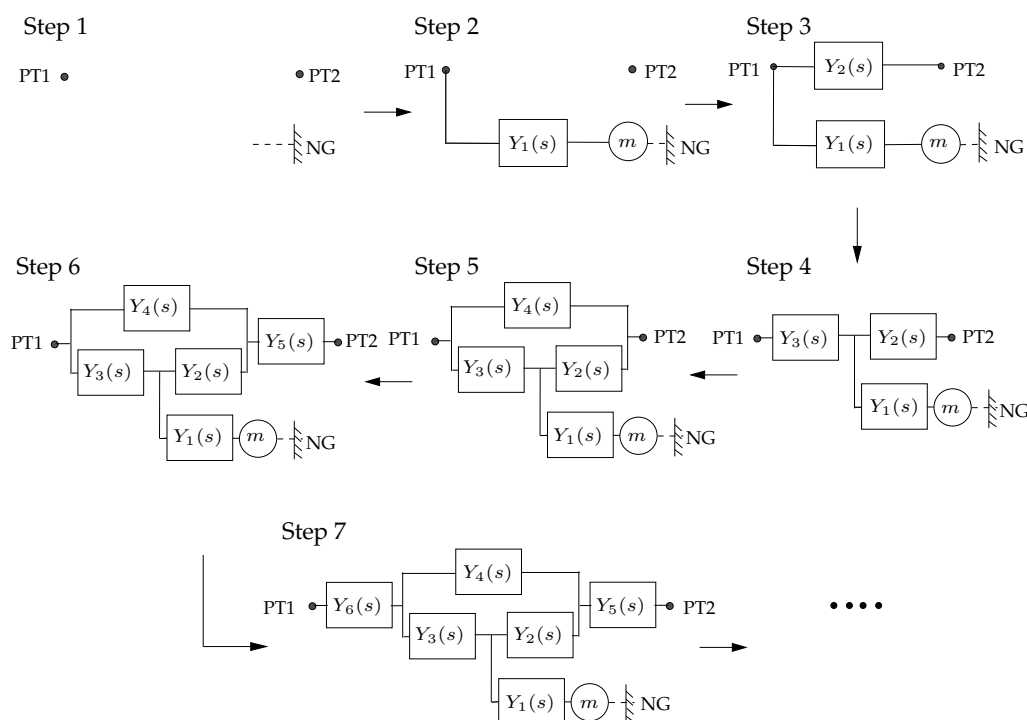 Step 1
PT1
PT2
NG
Step 2
PT1
PT2
Y₁(s)
m
NG
Step 3
PT1
Y₂(s)
PT2
Y₁(s)
m
NG
Step 6
Y₄(s)
PT1
Y₅(s)
PT2
Y₃(s)
Y₂(s)
Y₁(s)
m
NG
Step 5
Y₄(s)
PT1
PT2
Y₃(s)
Y₂(s)
Y₁(s)
m
NG
Step 4
PT1
Y₃(s)
Y₂(s)
PT2
Y₁(s)
m
NG
Step 7
Y₄(s)
PT1
Y₆(s)
Y₅(s)
PT2
Y₃(s)
Y₂(s)
Y₁(s)
m
NG